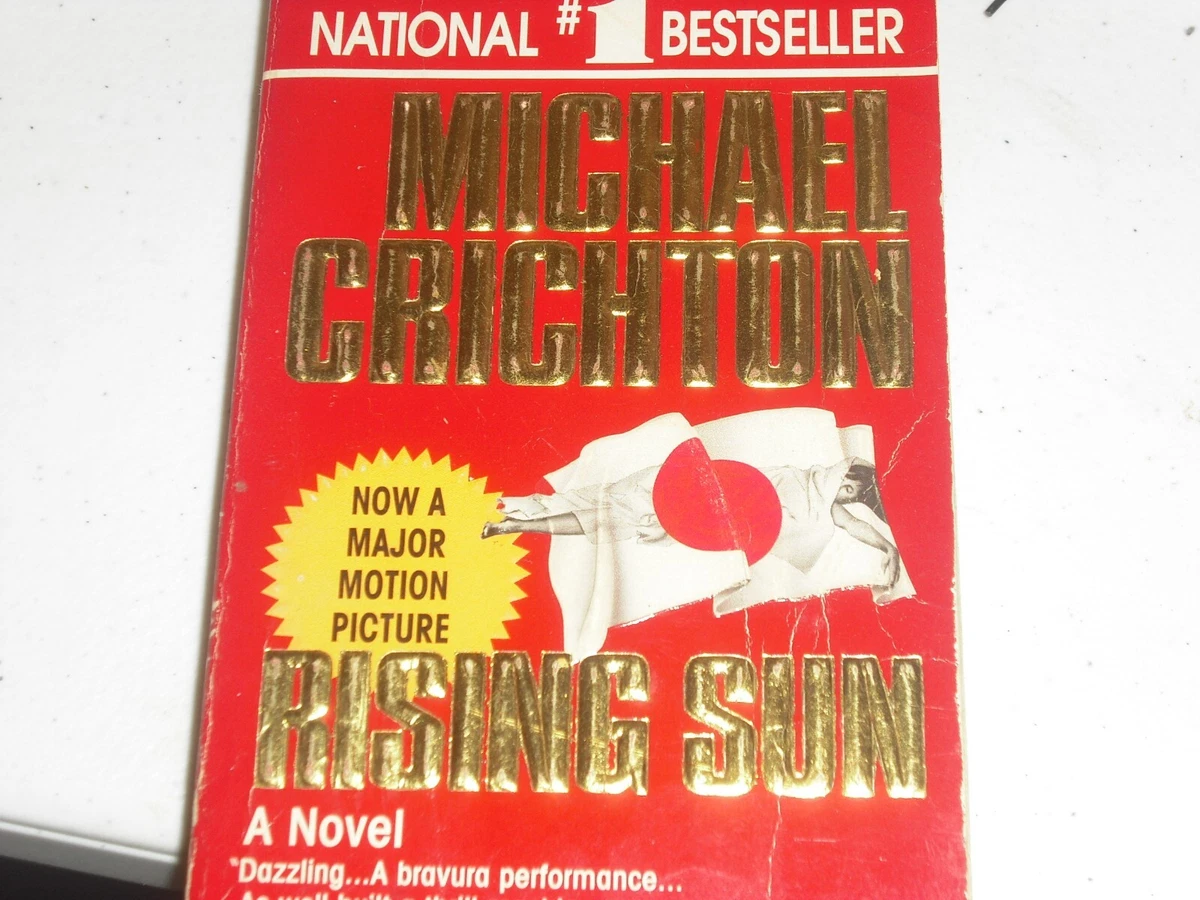 NATIONAL #1 BESTSELLER
MICHAEL
CRICHTON
NOW A
MAJOR
MOTION
PICTURE
RISING SUN
A Novel
"Dazzling...A bravura performance...